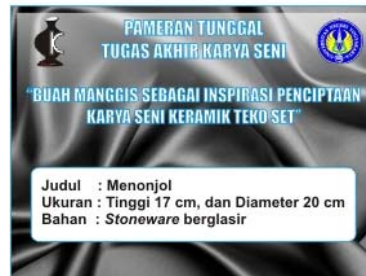 PAMERAN TUNGGAL
TUGAS AKHIR KARYA SENI
"BUAH MANGGIS SEBAGAI INSPIRASI PENCIPTAAN
KARYA SENI KERAMIK TEKO SET"
Judul : Menonjol
Ukuran : Tinggi 17 cm, dan Diameter 20 cm
Bahan : Stoneware berglasir